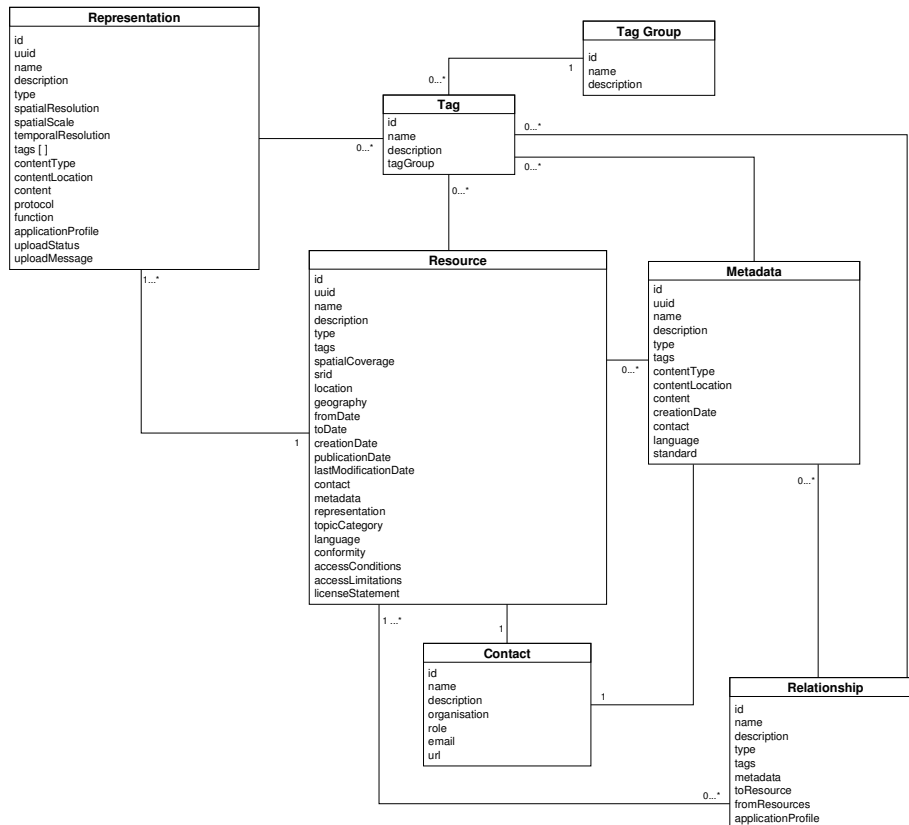 Representation
id
uuid
name
description
type
spatialResolution
spatialScale
temporalResolution
tags [ ]
contentType
contentLocation
content
protocol
function
applicationProfile
uploadStatus
uploadMessage
1...*
Tag Group
id
name
description
1
0...*
Tag
id
name
description
tagGroup
0...*
0...*
0...*
0...*
Resource
id
uuid
name
description
type
tags
spatialCoverage
srid
location
geography
fromDate
toDate
creationDate
publicationDate
lastModificationDate
contact
metadata
representation
topicCategory
language
conformity
accessConditions
accessLimitations
licenseStatement
1
0...*
1 ...*
1
Metadata
id
uuid
name
description
type
tags
contentType
contentLocation
content
creationDate
contact
language
standard
0...*
Contact
id
name
description
organisation
role
email
url
1
0...*
Relationship
id
name
description
type
tags
metadata
toResource
fromResources
applicationProfile